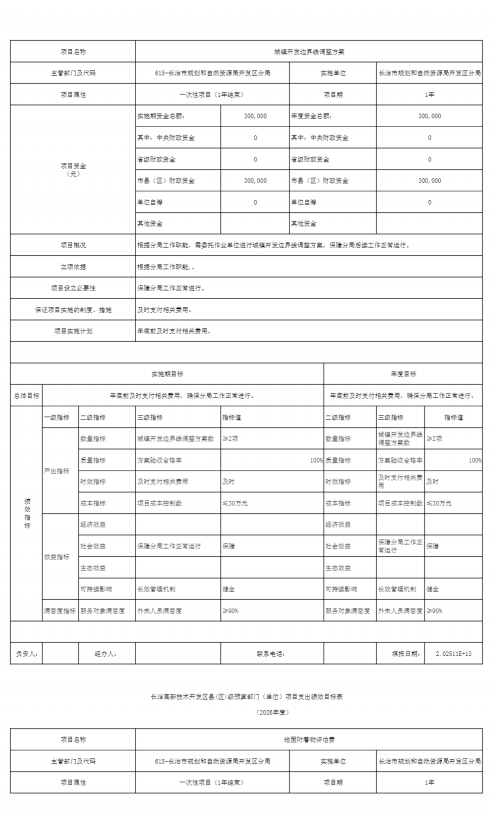 项目名称 城镇开发边界线调整方案
主管部门及代码 615-长治市规划和自然资源局开发区分局 实施单位 长治市规划和自然资源局开发区分局
项目属性 一次性项目（1年结束） 项目期 1年
项目资金
（元）
实施期资金总额： 300,000 年度资金总额： 300,000
其中：中央财政资金 0 其中：中央财政资金 0
省级财政资金 0 省级财政资金 0
市县（区）财政资金 300,000 市县（区）财政资金 300,000
单位自筹 0 单位自筹 0
其他资金 其他资金
项目概况 根据分局工作职能，需委托作业单位进行城镇开发边界线调整方案，保障分局后续工作正常运行。
立项依据 根据分局工作职能，。
项目设立必要性 保障分局工作正常运行。
保证项目实施的制度、措施 及时支付相关费用。
项目实施计划 年底前及时支付相关费用。
实施期目标 年度目标
总体目标 年底前及时支付相关费用，确保分局工作正常进行。 年底前及时支付相关费用，确保分局工作正常进行。
绩效指标
一级指标 二级指标 三级指标 指标值 二级指标 三级指标 指标值
产出指标
数量指标 城镇开发边界线调整方案数 ≥2项 数量指标 城镇开发边界线调整方案数 ≥2项
质量指标 方案验收合格率 100% 质量指标 方案验收合格率 100%
时效指标 及时支付相关费用 及时 时效指标 及时支付相关费用 及时
成本指标 项目成本控制数 ≤30万元 成本指标 项目成本控制数 ≤30万元
效益指标
经济效益 经济效益
社会效益 保障分局工作正常运行 保障 社会效益 保障分局工作正常运行 保障
生态效益 生态效益
可持续影响 长效管理机制 健全 可持续影响 长效管理机制 健全
满意度指标 服务对象满意度 外来人员满意度 ≥90% 服务对象满意度 外来人员满意度 ≥90%
负责人： 经办人： 联系电话： 填报日期： 2.02511E+13
长治高新技术开发区县(区)级预算部门（单位）项目支出绩效目标表
（2026年度）
项目名称 地面附着物评估费
主管部门及代码 615-长治市规划和自然资源局开发区分局 实施单位 长治市规划和自然资源局开发区分局
项目属性 一次性项目（1年结束） 项目期 1年